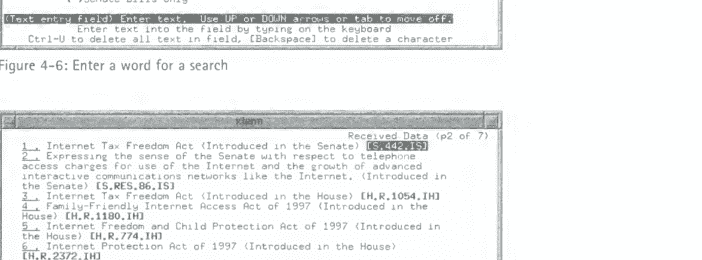 (Text entry field) Enter text. Use UP or DOWN arrows or tab to move off.
Enter text into the field by typing on the keyboard
Ctrl-U to delete all text in field, [Backspace] to delete a character
Figure 4-6: Enter a word for a search
xterm
Received Data (p2 of 7)
1 . Internet Tax Freedom Act (Introduced in the Senate) [S.442.IS]
2 . Expressing the sense of the Senate with respect to telephone
access charges for use of the Internet and the growth of advanced
interactive communications networks like the Internet. (Introduced in
the Senate) [S.RES.86.IS]
3 . Internet Tax Freedom Act (Introduced in the House) [H.R.1054.IH]
4 . Family-Friendly Internet Access Act of 1997 (Introduced in the
House) [H.R.1180.IH]
5 . Internet Freedom and Child Protection Act of 1997 (Introduced in
the House) [H.R.774.IH]
6 . Internet Protection Act of 1997 (Introduced in the House)
[H.R.2372.IH]